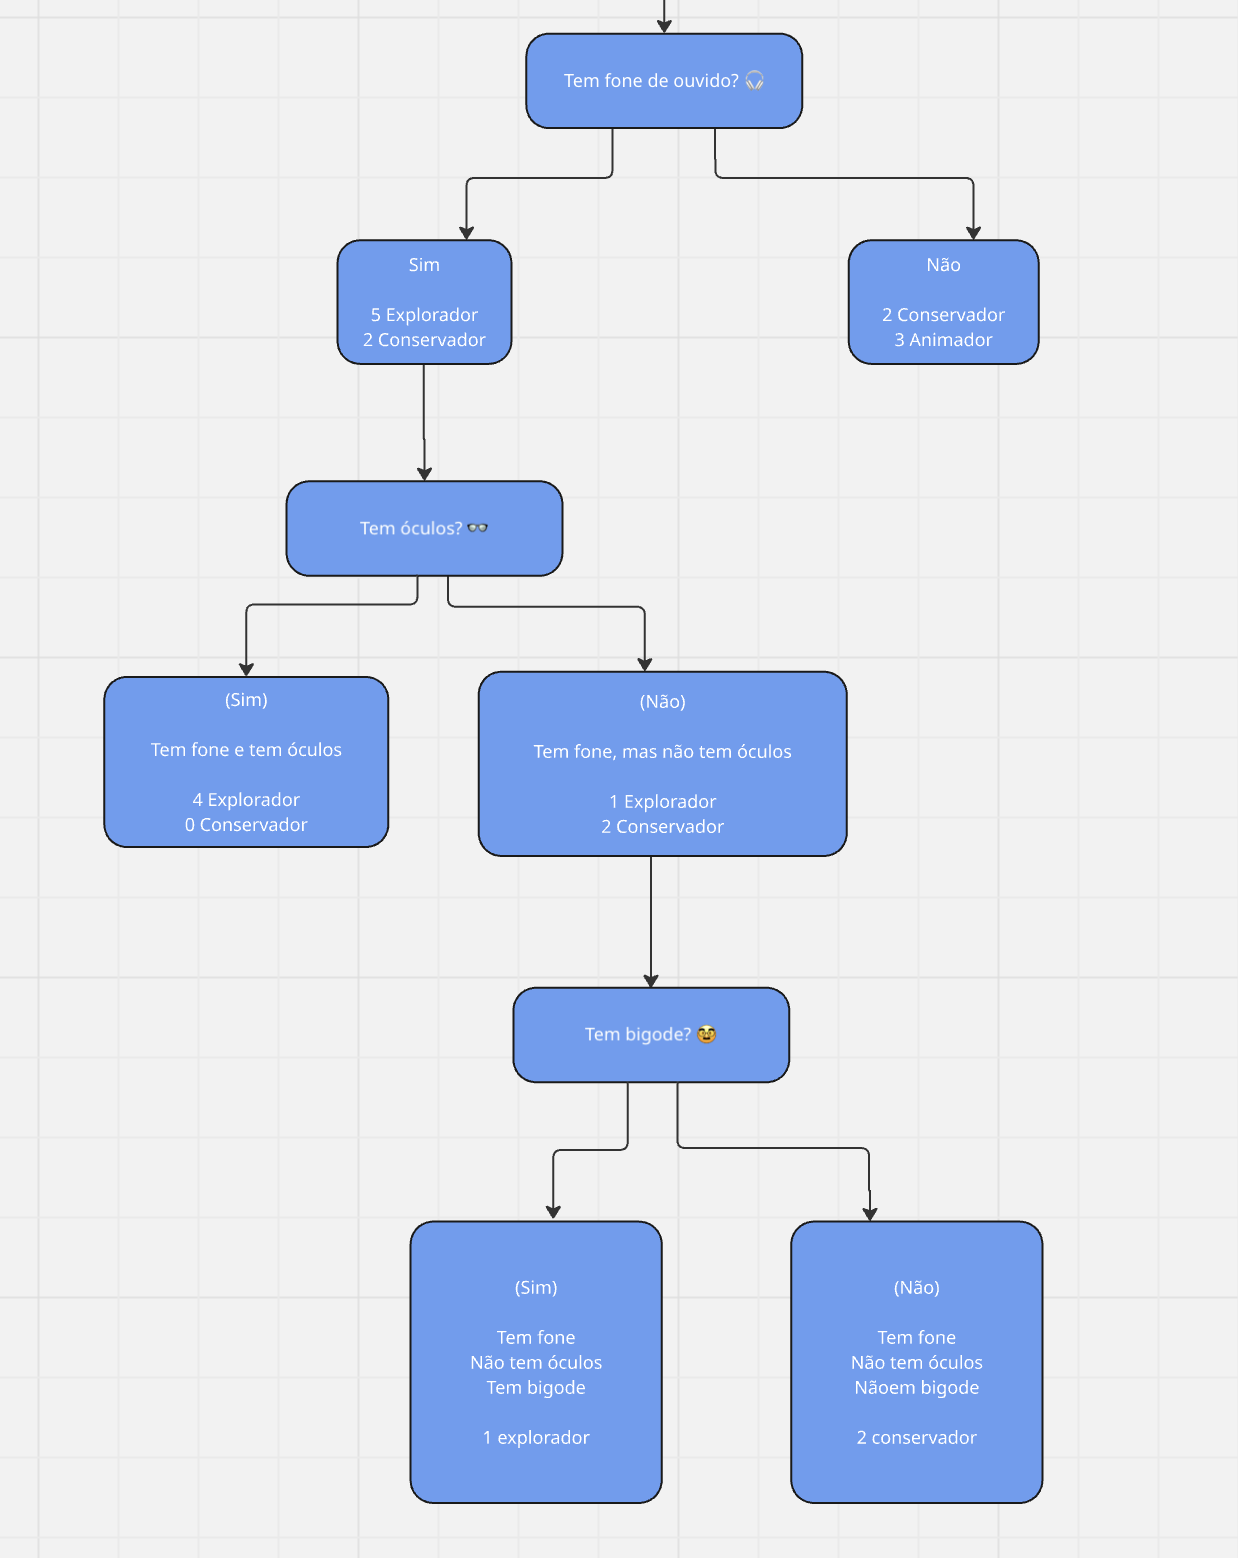 Tem fone de ouvido? 🎧
Sim
5 Explorador
2 Conservador
Não
2 Conservador
3 Animador
Tem óculos? 👓
(Sim)
Tem fone e tem óculos
4 Explorador
0 Conservador
(Não)
Tem fone, mas não tem óculos
1 Explorador
2 Conservador
Tem bigode? 🥸
(Sim)
Tem fone
Não tem óculos
Tem bigode
1 explorador
(Não)
Tem fone
Não tem óculos
Nãoem bigode
2 conservador